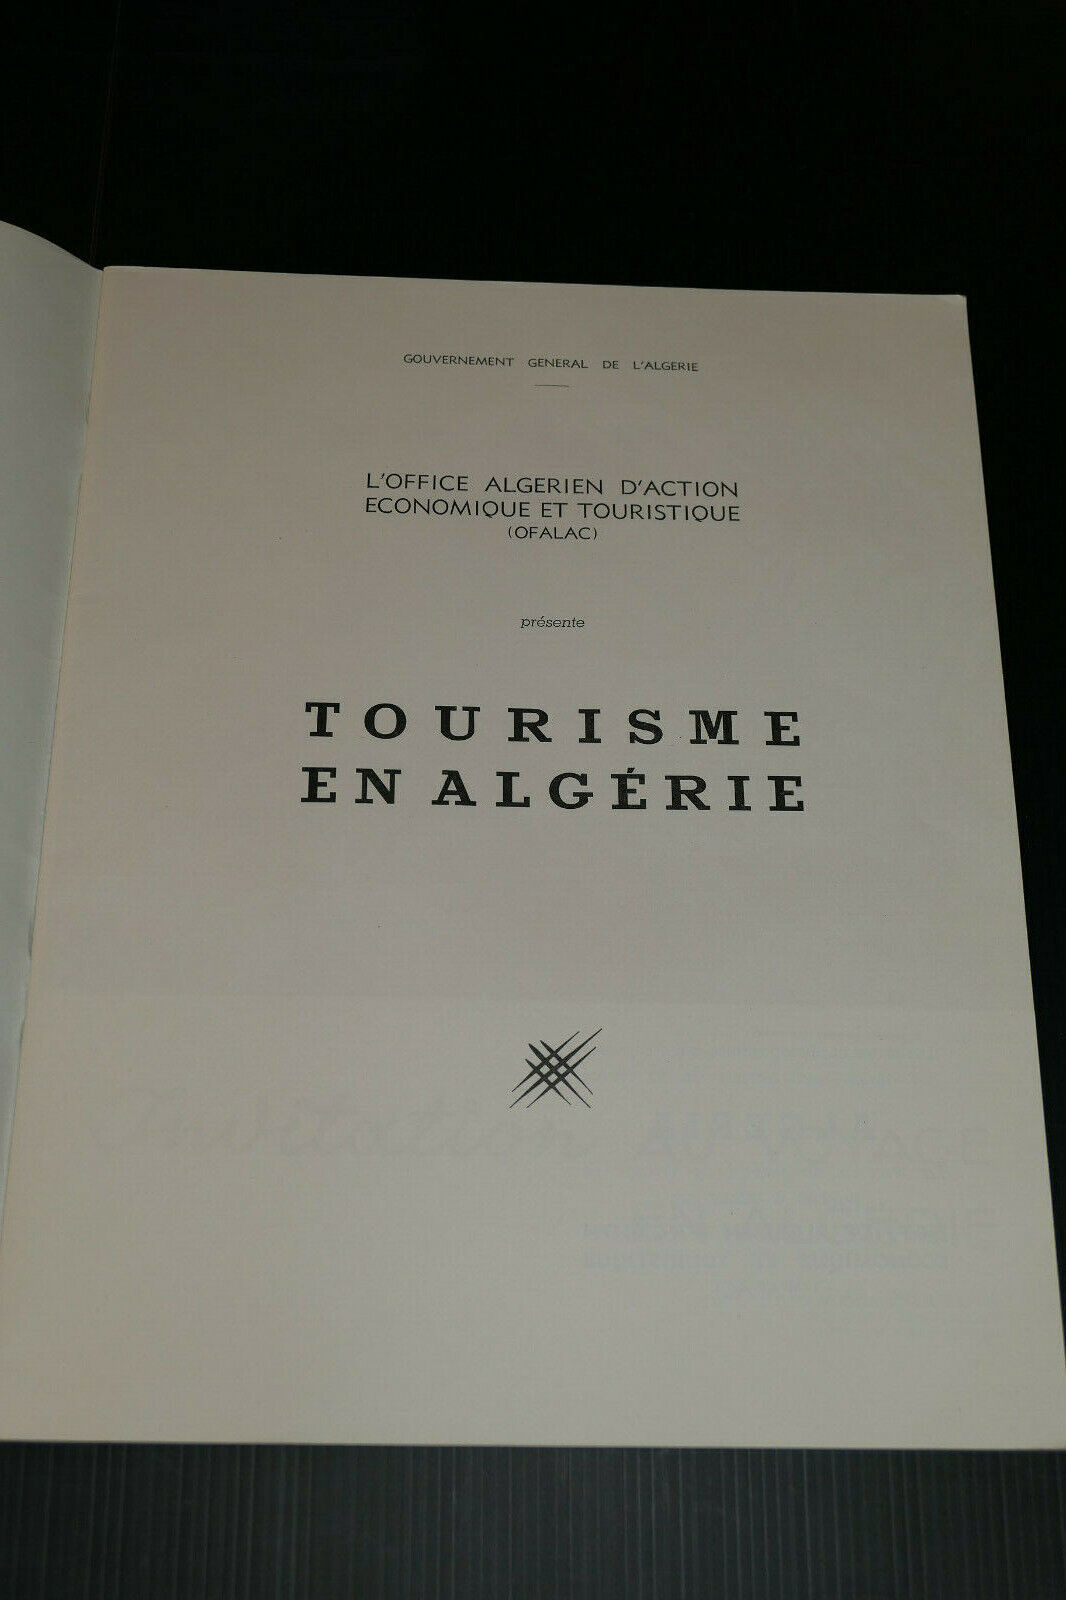 GOUVERNEMENT GENERAL DE L'ALGERIE
L'OFFICE ALGERIEN D'ACTION
ECONOMIQUE ET TOURISTIQUE
(OFALAC)
présente
TOURISME
EN ALGÉRIE